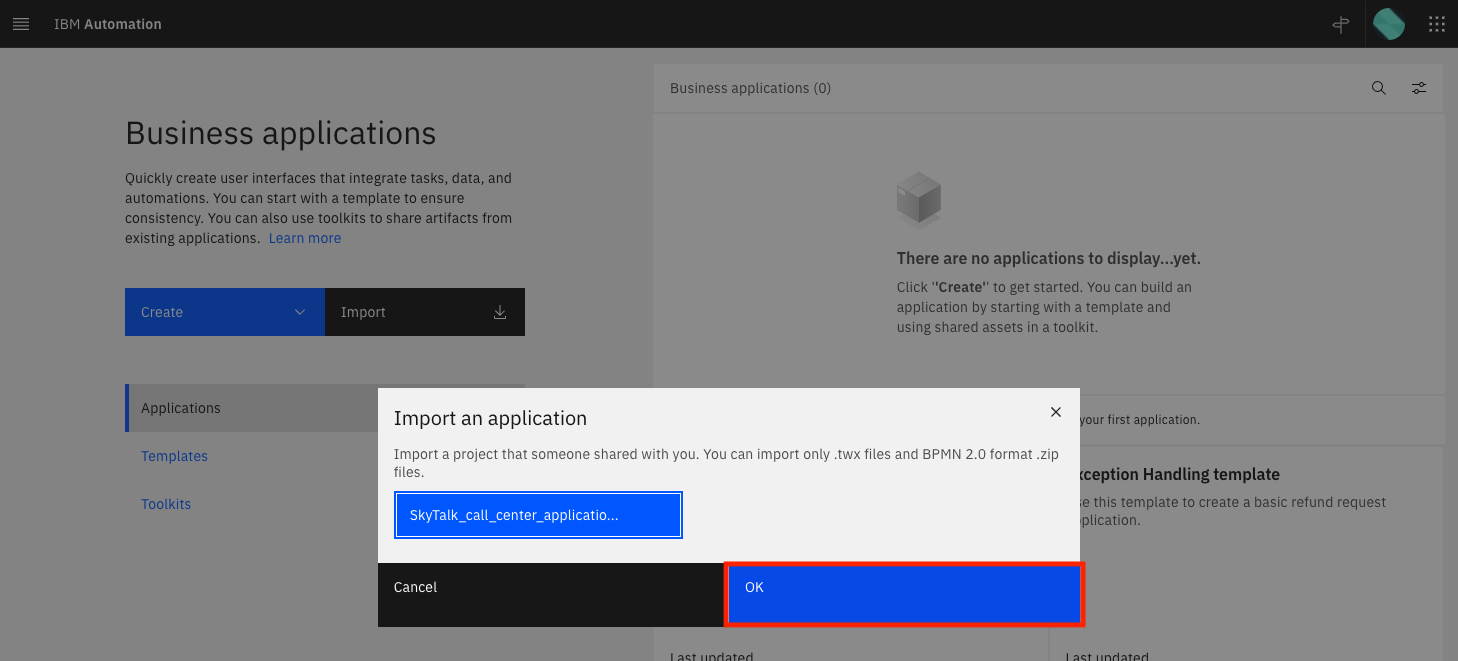 IBM Automation
Business applications
Quickly create user interfaces that integrate tasks, data, and
automations. You can start with a template to ensure
consistency. You can also use toolkits to share artifacts from
existing applications. Learn more
Create
Import
Applications
Templates
Toolkits
Business applications (0)
There are no applications to display...yet.
Click ''Create'' to get started. You can build an
application by starting with a template and
using shared assets in a toolkit.
your first application.
Import an application
Import a project that someone shared with you. You can import only .twx files and BPMN 2.0 format .zip
files.
SkyTalk_call_center_applicatio...
Cancel
OK
xception Handling template
se this template to create a basic refund request
pplication.
Last updated
Last updated